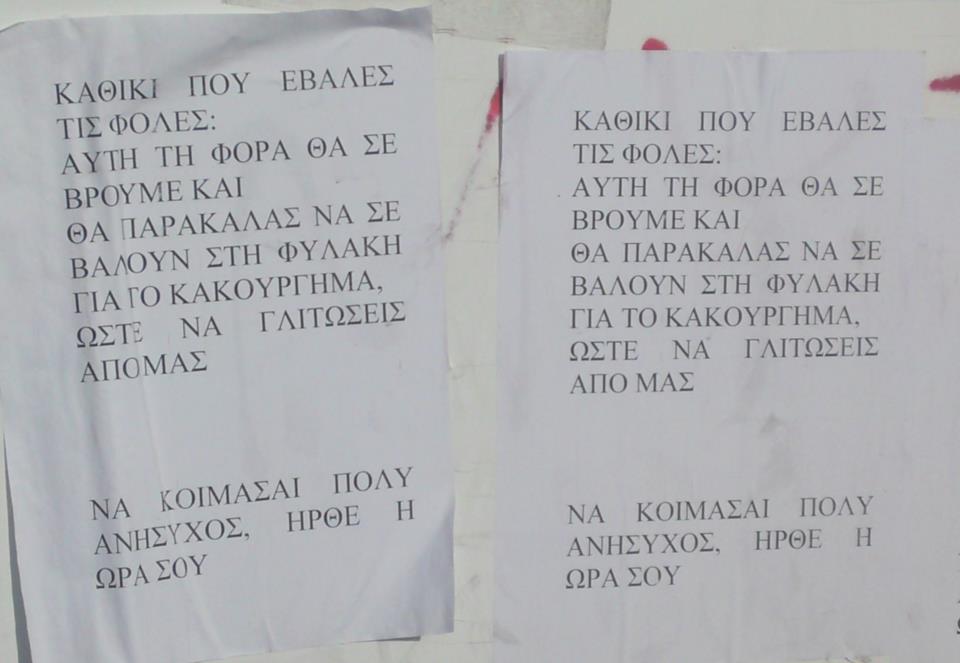 ΚΑΘΙΚΙ ΠΟΥ ΕΒΑΛΕΣ
ΤΙΣ ΦΟΛΕΣ:
ΑΥΤΗ ΤΗ ΦΟΡΑ ΘΑ ΣΕ
ΒΡΟΥΜΕ ΚΑΙ
ΘΑ ΠΑΡΑΚΑΛΑΣ ΝΑ ΣΕ
ΒΑΛΟΥΝ ΣΤΗ ΦΥΛΑΚΗ
ΓΙΑ ΤΟ ΚΑΚΟΥΡΓΗΜΑ,
ΩΣΤΕ ΝΑ ΓΛΙΤΩΣΕΙΣ
ΑΠΟ ΜΑΣ
ΝΑ ΚΟΙΜΑΣΑΙ ΠΟΛΥ
ΑΝΗΣΥΧΟΣ, ΗΡΘΕ Η
ΩΡΑ ΣΟΥ
ΚΑΘΙΚΙ ΠΟΥ ΕΒΑΛΕΣ
ΤΙΣ ΦΟΛΕΣ:
ΑΥΤΗ ΤΗ ΦΟΡΑ ΘΑ ΣΕ
ΒΡΟΥΜΕ ΚΑΙ
ΘΑ ΠΑΡΑΚΑΛΑΣ ΝΑ ΣΕ
ΒΑΛΟΥΝ ΣΤΗ ΦΥΛΑΚΗ
ΓΙΑ ΤΟ ΚΑΚΟΥΡΓΗΜΑ,
ΩΣΤΕ ΝΑ ΓΛΙΤΩΣΕΙΣ
ΑΠΟ ΜΑΣ
ΝΑ ΚΟΙΜΑΣΑΙ ΠΟΛΥ
ΑΝΗΣΥΧΟΣ, ΗΡΘΕ Η
ΩΡΑ ΣΟΥ